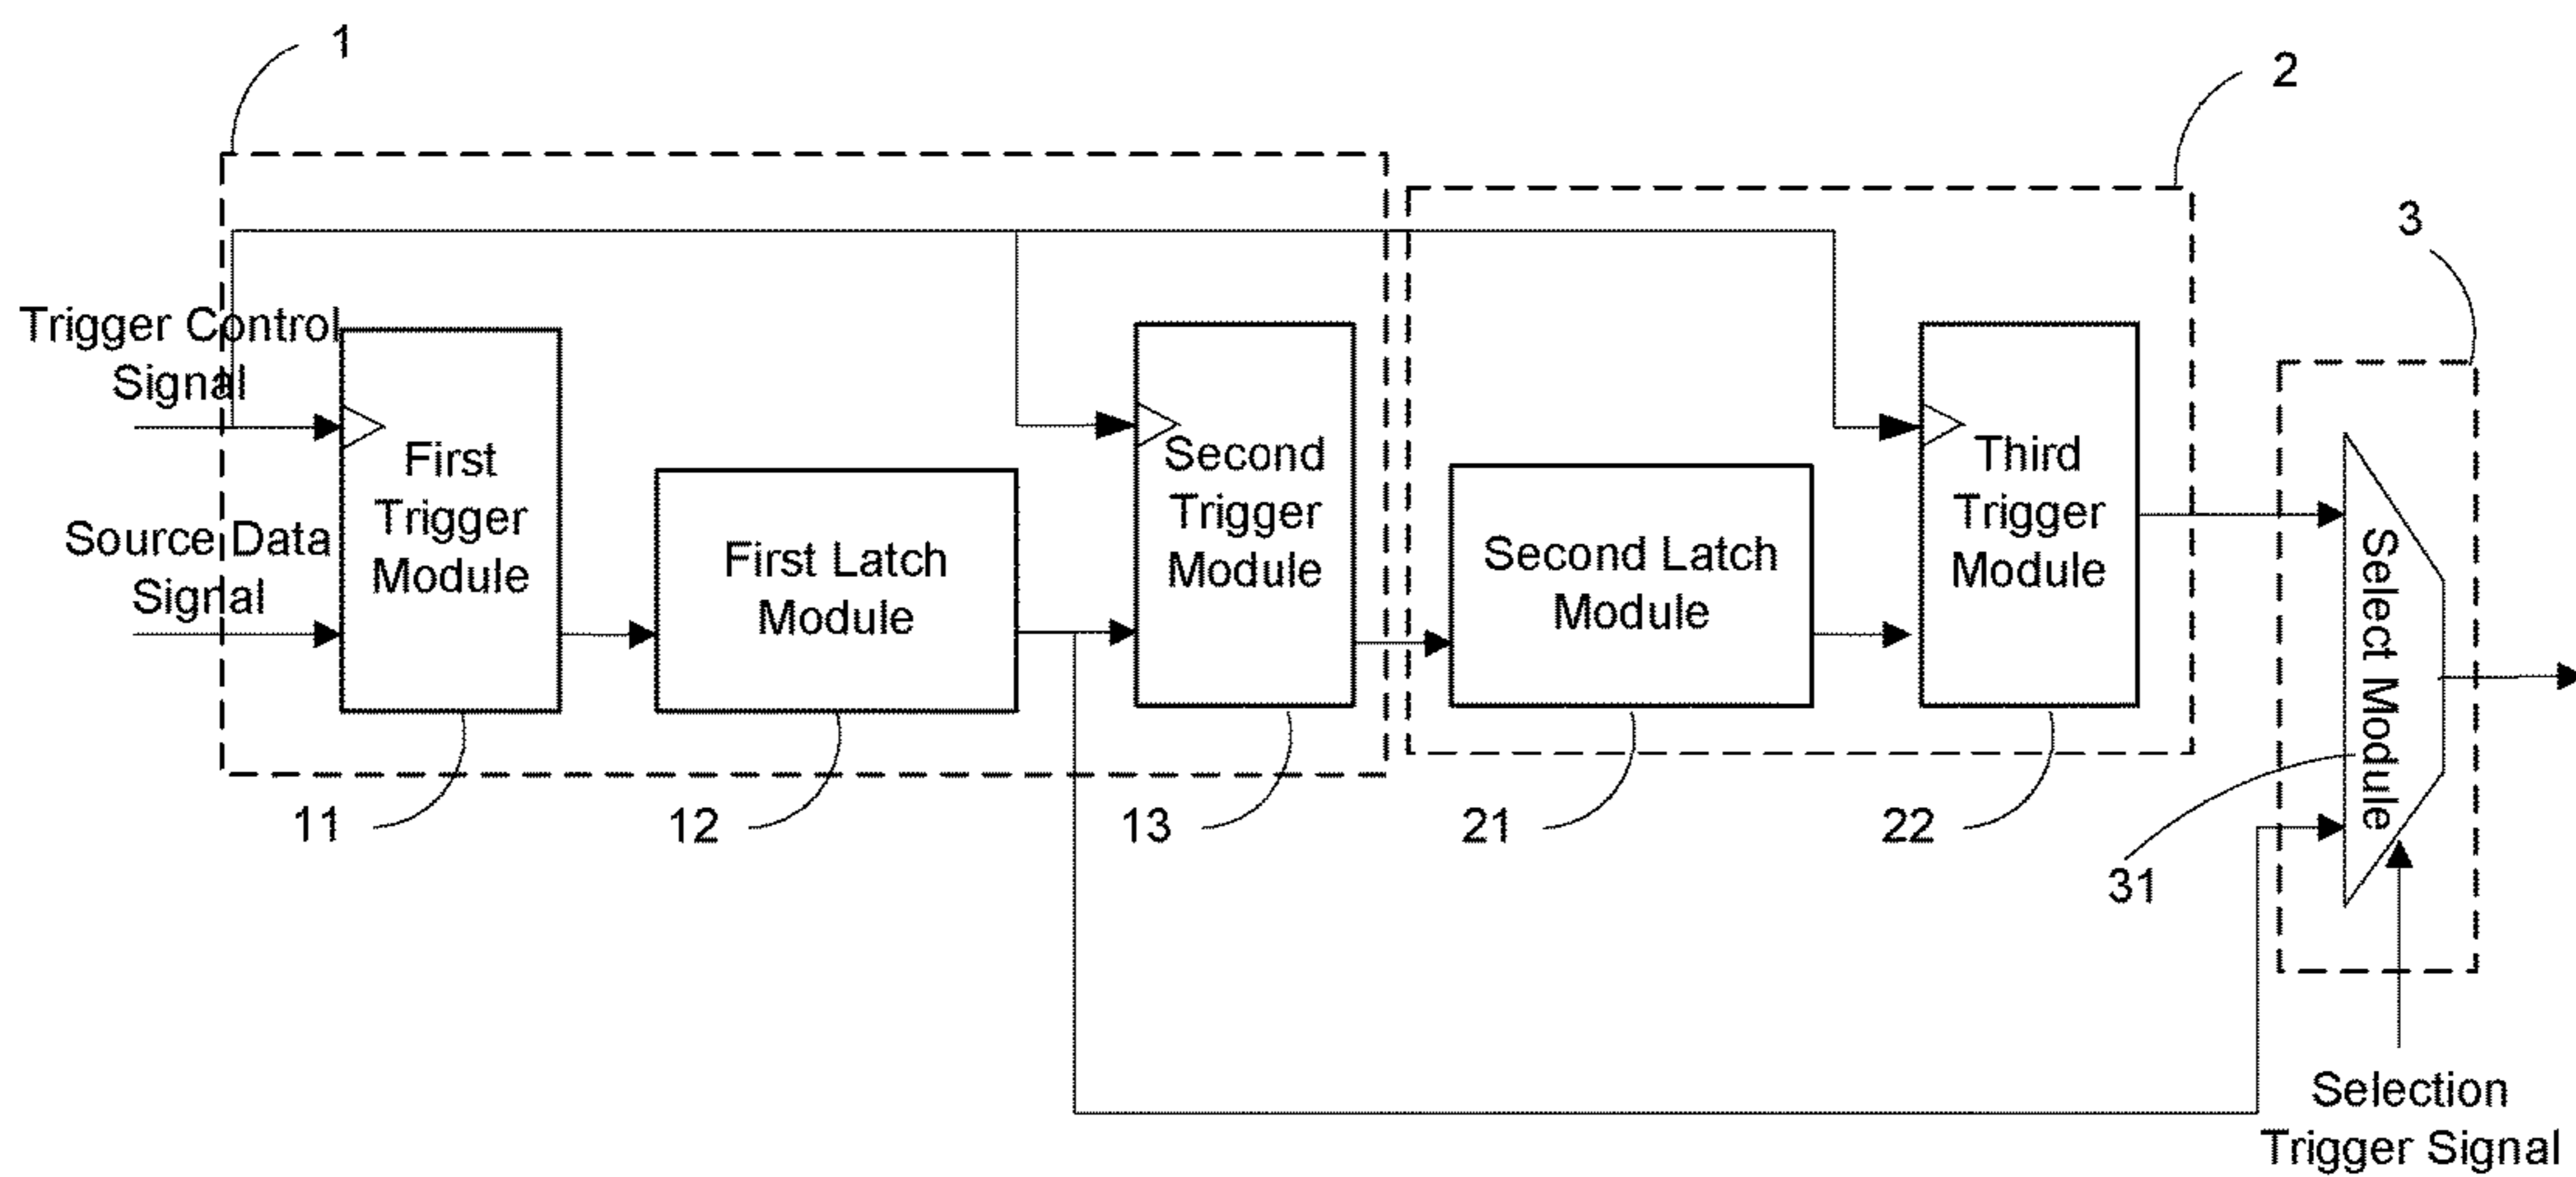 1
2
3
Trigger Control
Signal
Source Data
Signal
First
Trigger
Module
First Latch
Module
Second
Trigger
Module
Second Latch
Module
Third
Trigger
Module
Select Module
11
12
13
21
22
31
Selection
Trigger Signal